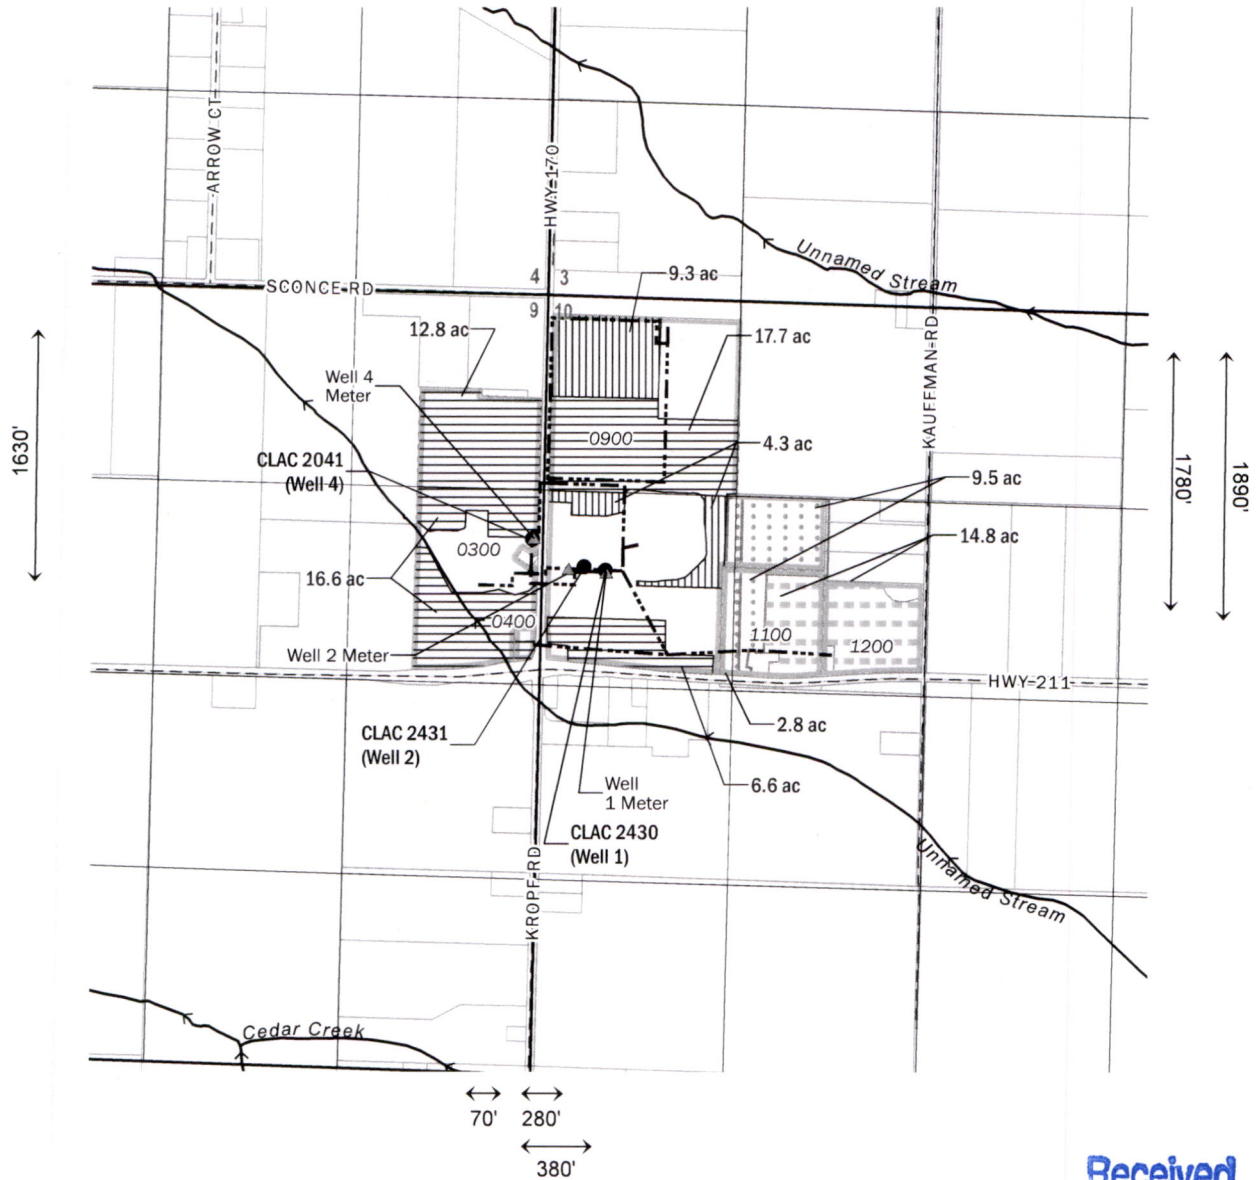 ARROW CT
HWY-170
Unnamed Stream
SCONCE RD
4
3
9
10
9.3 ac
12.8 ac
17.7 ac
KAUFFMAN-RD
Well 4
Meter
0900
4.3 ac
1630'
1780'
1890'
CLAC 2041
(Well 4)
9.5 ac
0300
14.8 ac
16.6 ac
0400
1100
1200
Well 2 Meter
HWY-211
CLAC 2431
(Well 2)
2.8 ac
6.6 ac
Well
1 Meter
CLAC 2430
(Well 1)
KROPF-RD
Unnamed Stream
Cedar Creek
70'
280'
380'
Received